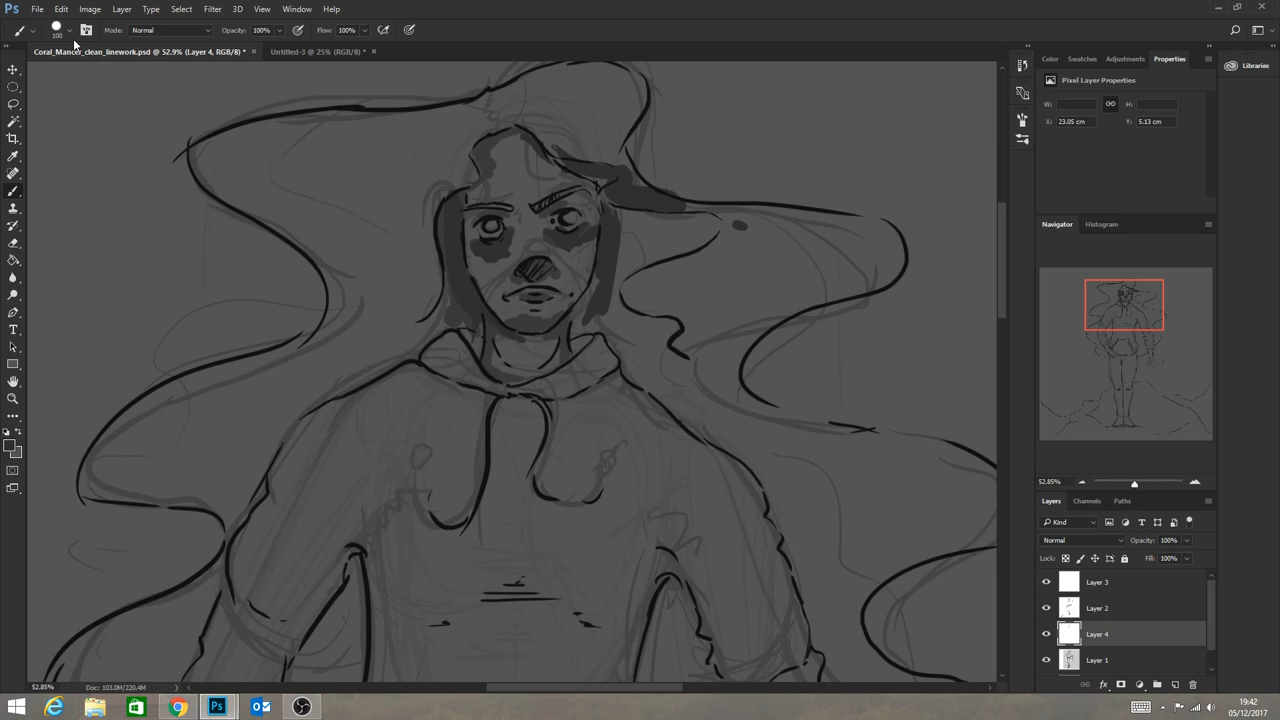 Ps File Edit Image Layer Type Select Filter 3D View Window Help
100 Mode: Normal Opacity: 100% Flow: 100%
Coral_Mancer_clean_linework.psd @ 52.9% (Layer 4, RGB/8) * × Untitled-3 @ 25% (RGB/8) * ×
Color Swatches Adjustments Properties
Libraries
Pixel Layer Properties
W: H:
X: 23.05 cm Y: 5.13 cm
Navigator Histogram
52.85%
Layers Channels Paths
Kind
Normal Opacity: 100%
Lock: Fill: 100%
Layer 3
Layer 2
Layer 4
Layer 1
52.85% Doc: 103.0M/220.4M
Ps
19:42
05/12/2017